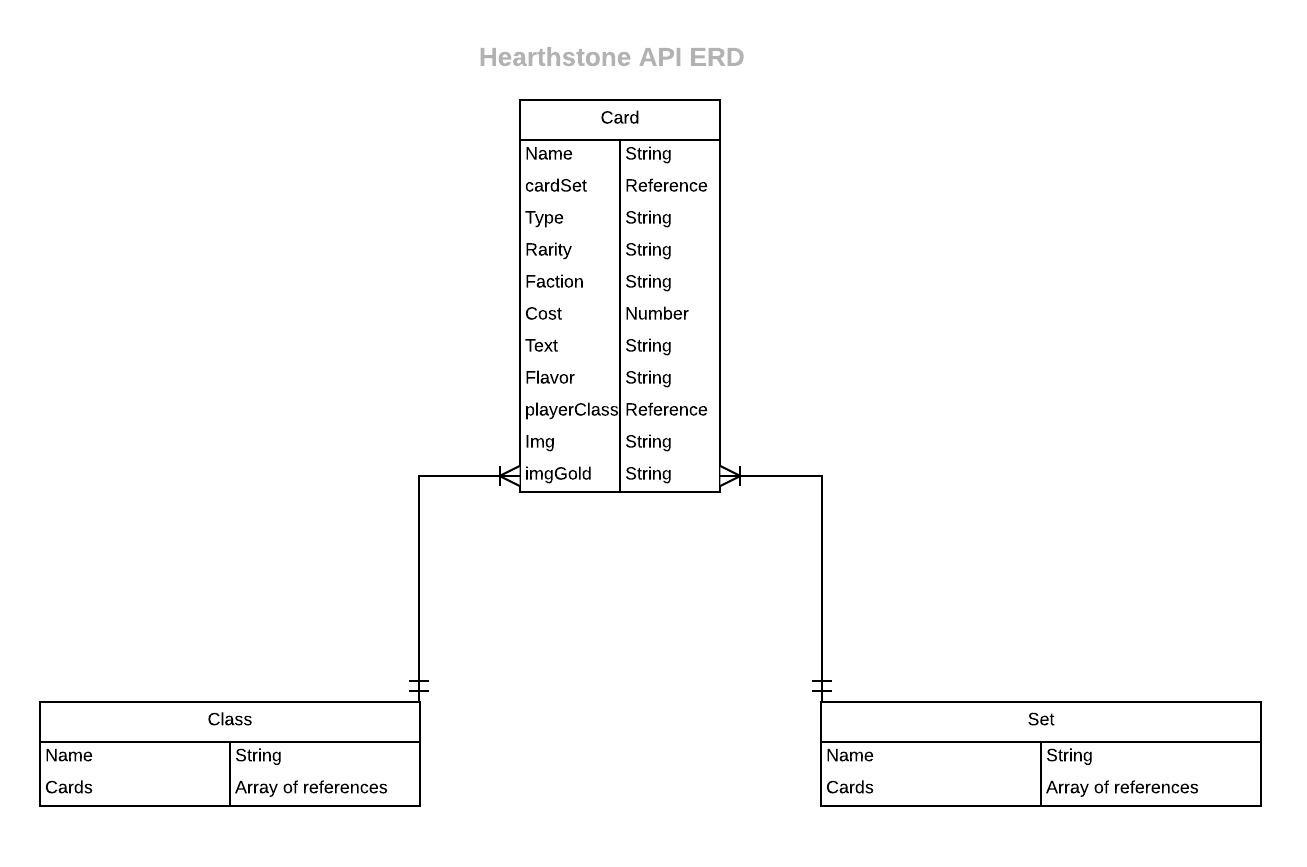 Hearthstone API ERD
Card
Name String
cardSet Reference
Type String
Rarity String
Faction String
Cost Number
Text String
Flavor String
playerClass Reference
Img String
imgGold String
Class
Name String
Cards Array of references
Set
Name String
Cards Array of references